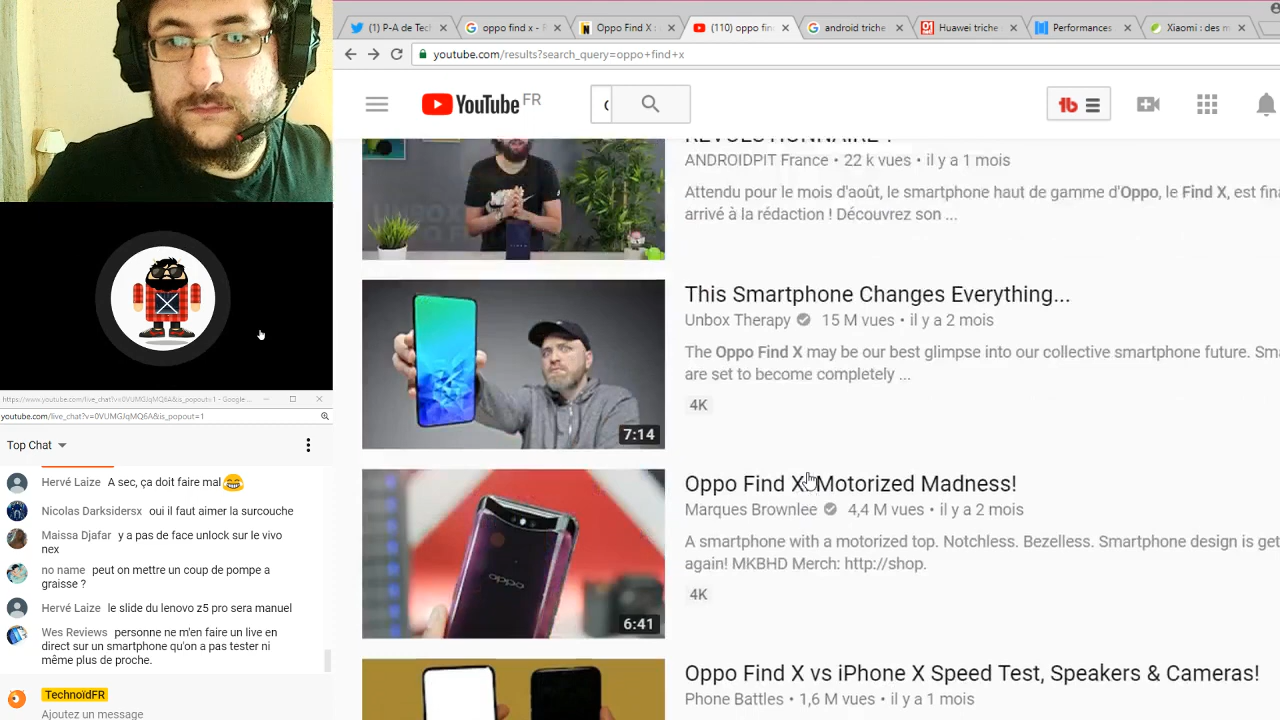 (1) P-A de Tec
oppo find x - R
Oppo Find X :
(110) oppo fin
android triche
Huawei triche
Performances
Xiaomi : des m
youtube.com/results?search_query=oppo+find+x
YouTube FR
REVOLUTIONNAIRE !
ANDROIDPIT France • 22 k vues • il y a 1 mois
Attendu pour le mois d'août, le smartphone haut de gamme d'Oppo, le Find X, est fina
arrivé à la rédaction ! Découvrez son ...
This Smartphone Changes Everything...
Unbox Therapy 15 M vues • il y a 2 mois
The Oppo Find X may be our best glimpse into our collective smartphone future. Sm
are set to become completely ...
4K
7:14
Oppo Find X Motorized Madness!
Marques Brownlee 4,4 M vues • il y a 2 mois
A smartphone with a motorized top. Notchless. Bezelless. Smartphone design is get
again! MKBHD Merch: http://shop.
4K
oppo
6:41
Oppo Find X vs iPhone X Speed Test, Speakers & Cameras!
Phone Battles • 1,6 M vues • il y a 1 mois
https://www.youtube.com/live_chat?v=0VUMGJqMQ6A&is_popout=1 - Google ...
youtube.com/live_chat?v=0VUMGJqMQ6A&is_popout=1
Top Chat
Hervé Laize A sec, ça doit faire mal😂
Nicolas Darksidersx oui il faut aimer la surcouche
Maissa Djafar y a pas de face unlock sur le vivo
nex
no name peut on mettre un coup de pompe a
graisse ?
Hervé Laize le slide du lenovo z5 pro sera manuel
Wes Reviews personne ne m'en faire un live en
direct sur un smartphone qu'on a pas tester ni
même plus de proche.
TechnoïdFR
Ajoutez un message